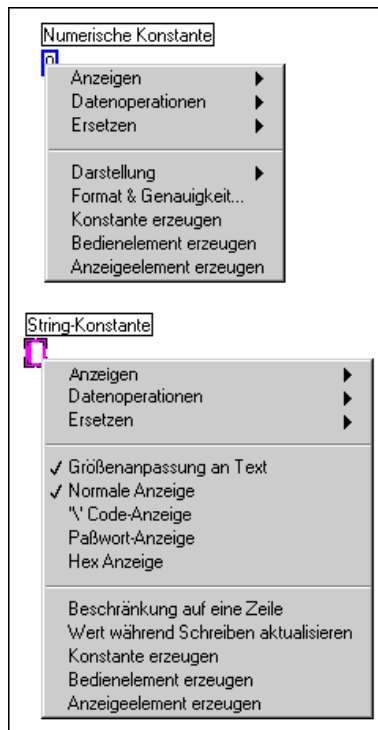 Numerische Konstante
0
Anzeigen
Datenoperationen
Ersetzen
Darstellung
Format & Genauigkeit...
Konstante erzeugen
Bedienelement erzeugen
Anzeigeelement erzeugen
String-Konstante
Anzeigen
Datenoperationen
Ersetzen
✓ Größenanpassung an Text
✓ Normale Anzeige
'\' Code-Anzeige
Paßwort-Anzeige
Hex Anzeige
Beschränkung auf eine Zeile
Wert während Schreiben aktualisieren
Konstante erzeugen
Bedienelement erzeugen
Anzeigeelement erzeugen